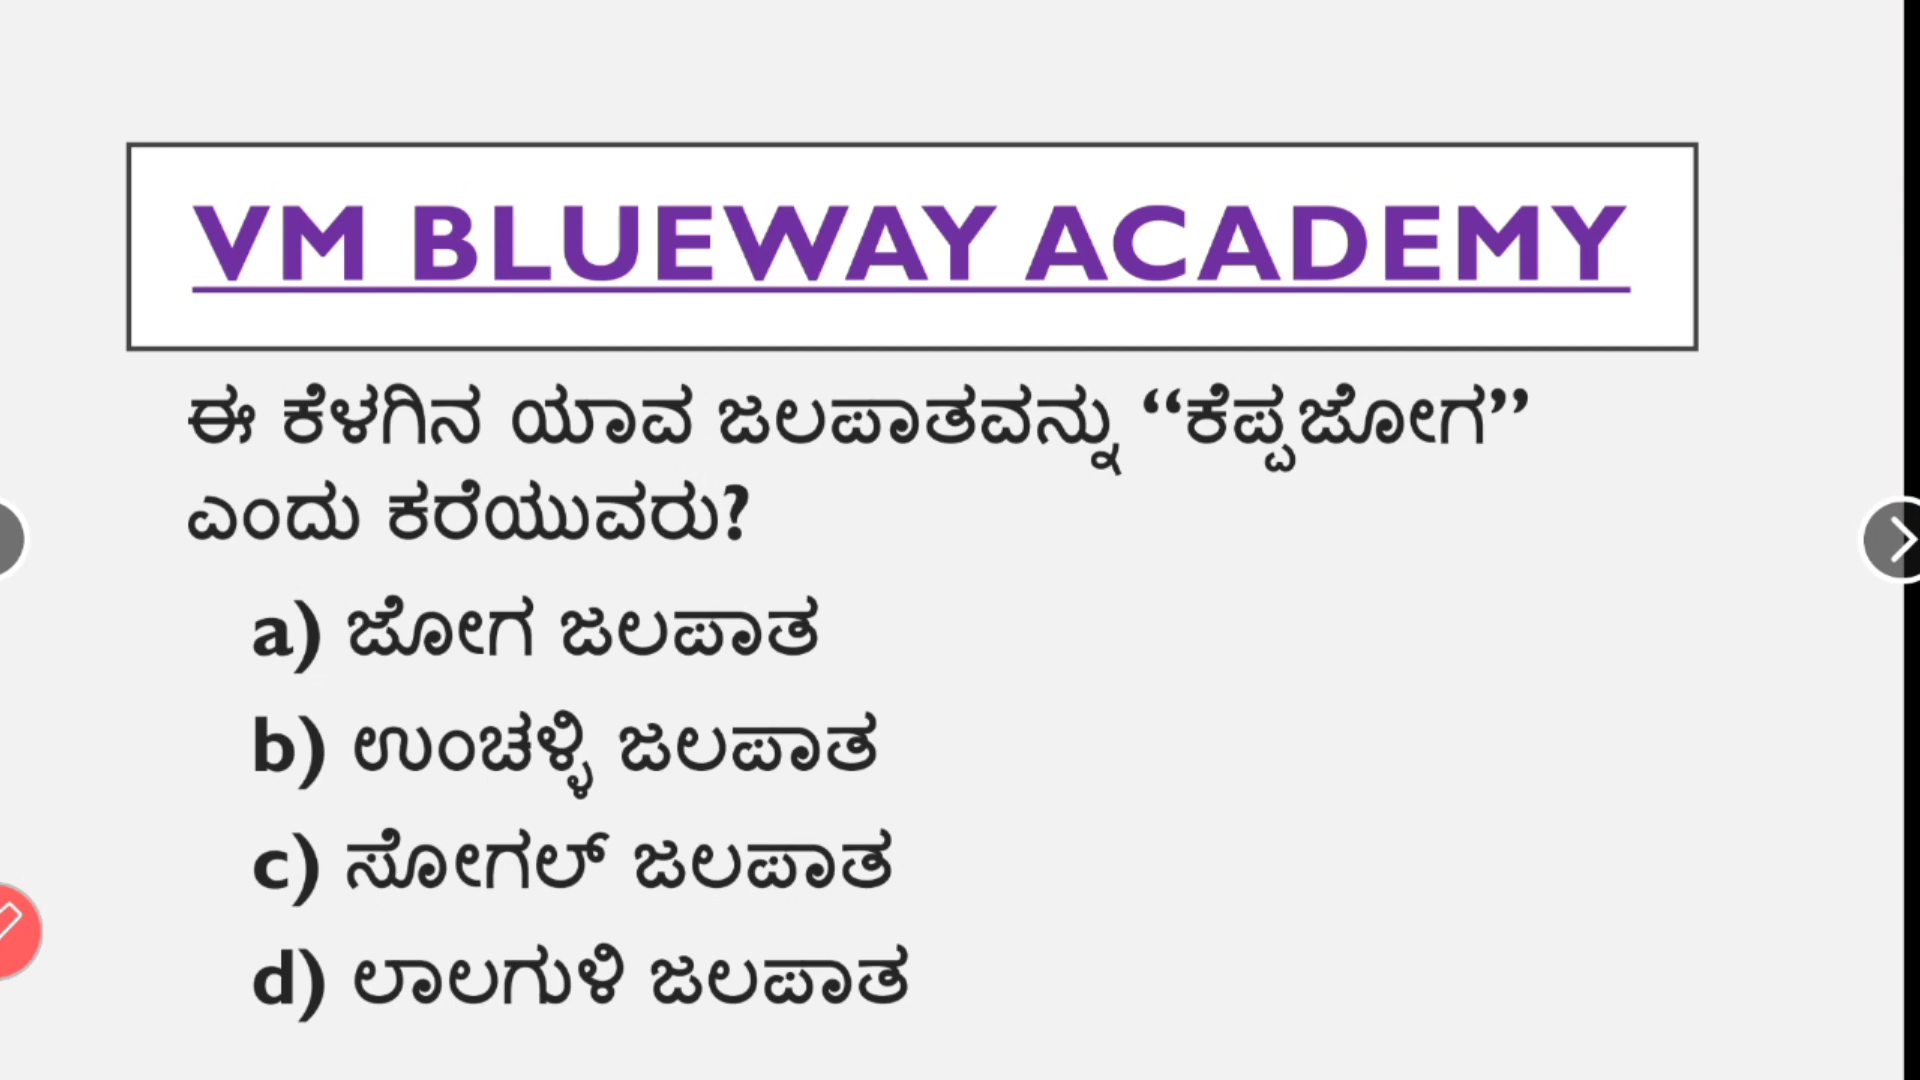 VM BLUEWAY ACADEMY
ಈ ಕೆಳಗಿನ ಯಾವ ಜಲಪಾತವನ್ನು “ಕೆಪ್ಪಜೋಗ”
ಎಂದು ಕರೆಯುವರು?
a) ಜೋಗ ಜಲಪಾತ
b) ಉಂಚಳ್ಳಿ ಜಲಪಾತ
c) ಸೋಗಲ್ ಜಲಪಾತ
d) ಲಾಲಗುಳಿ ಜಲಪಾತ